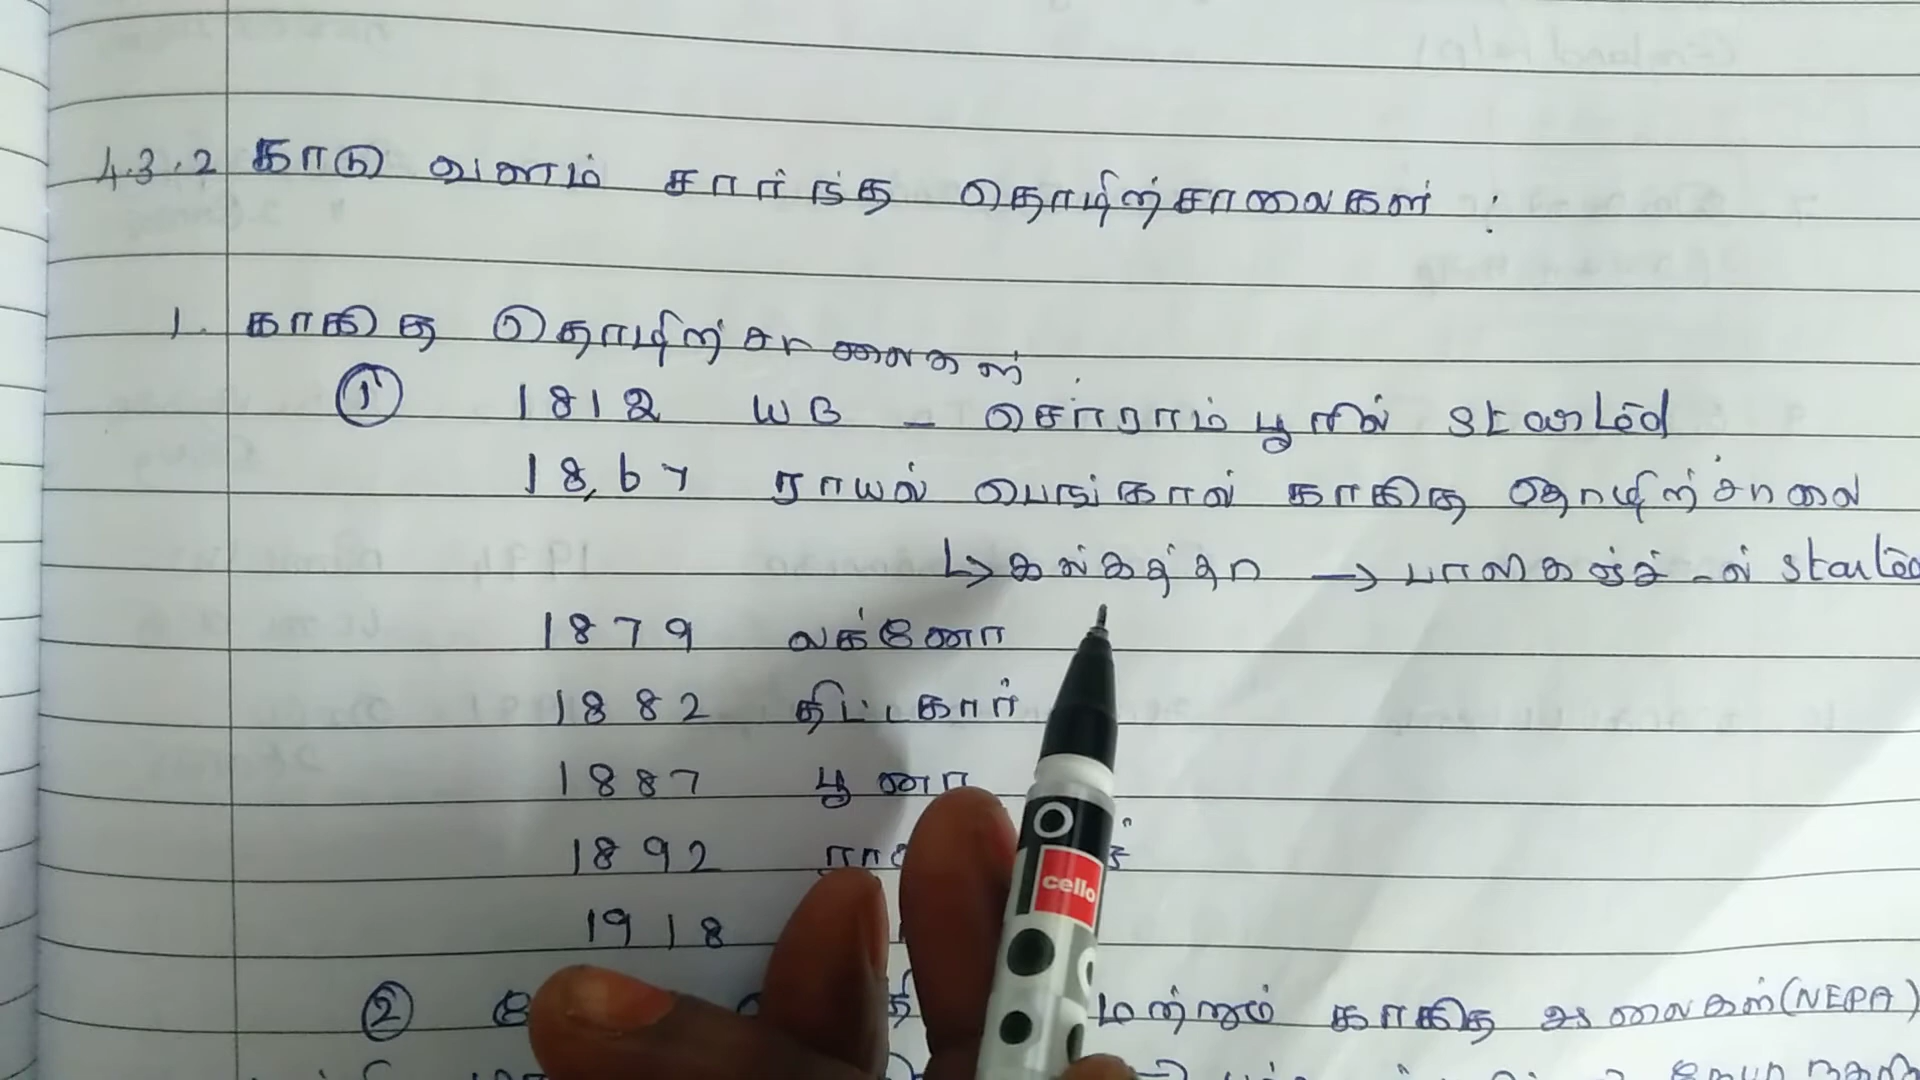 4.3.2 காடு வளம் சார்ந்த தொழிற்சாலைகள் :
1. காகித தொழிற்சாலைகள் :
① 1812 WB - செராம்பூரில் started
1867 ராயல் பெங்கால் காகித தொழிற்சாலை
↳ கல்கத்தா → பாலிகஞ்ச் -ல் started
1879 லக்னோ
1882 திட்டகார்
1887 பூனா
1892
1918
② மற்றும் காகித ஆலைகள் (NEPA)
cello